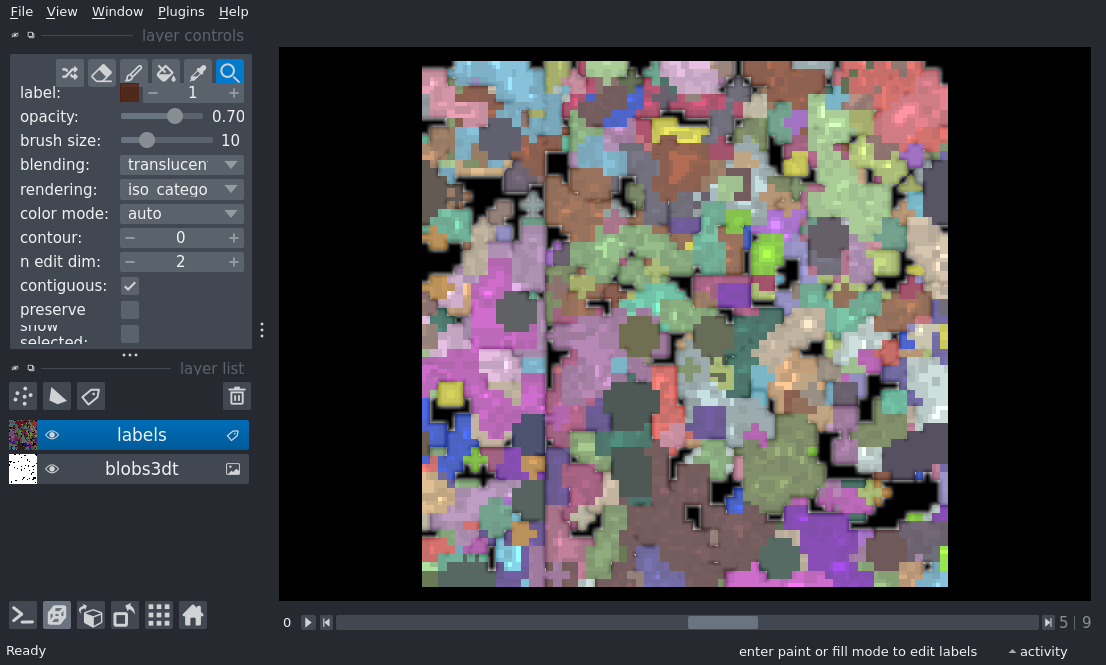 File View Window Plugins Help
layer controls
label: 1
opacity: 0.70
brush size: 10
blending: translucen
rendering: iso_catego
color mode: auto
contour: 0
n edit dim: 2
contiguous:
preserve
show
selected:
layer list
labels
blobs3dt
0 5 | 9
Ready enter paint or fill mode to edit labels activity